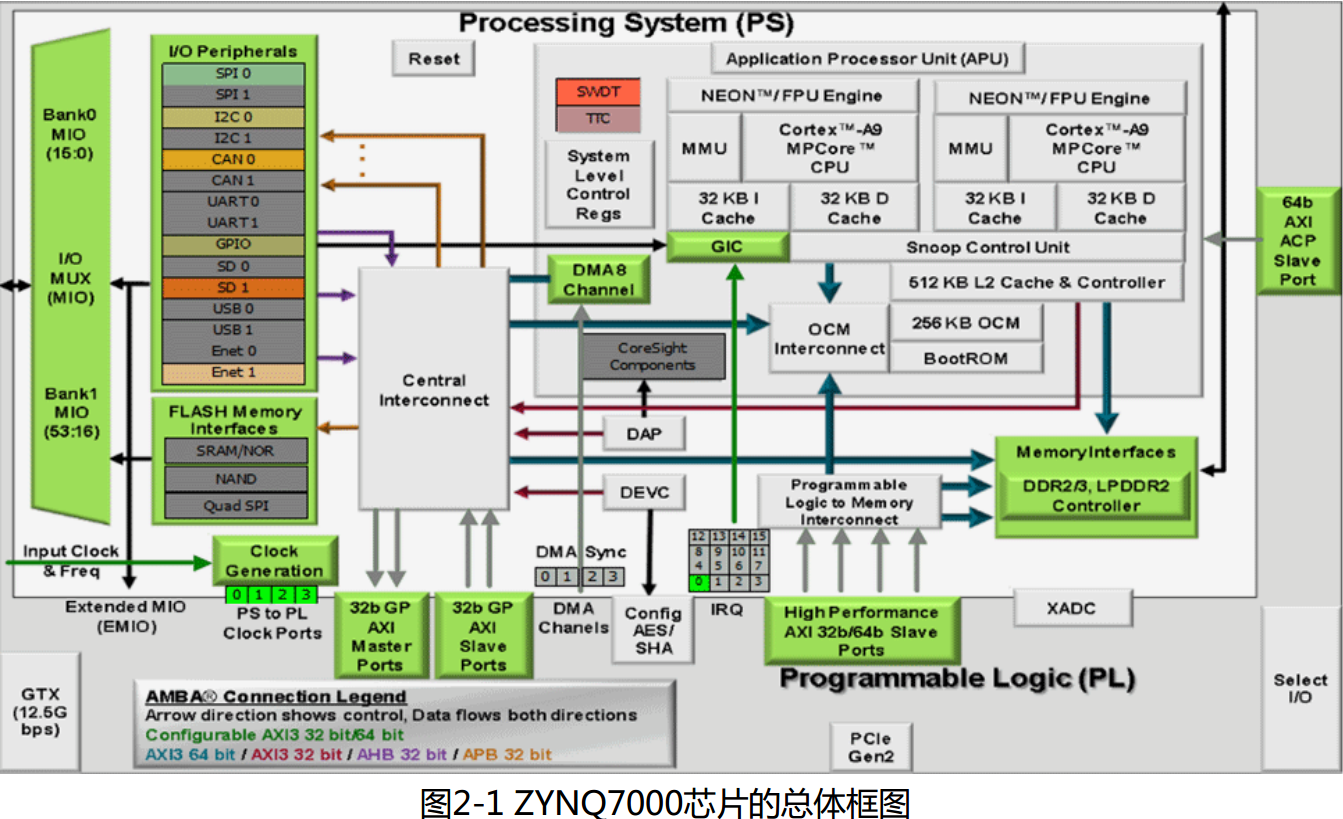 Processing System (PS)
I/O Peripherals
SPI 0
SPI 1
I2C 0
I2C 1
CAN 0
CAN 1
UART 0
UART 1
GPIO
SD 0
SD 1
USB 0
USB 1
Enet 0
Enet 1
Bank0
MIO
(15:0)
I/O
MUX
(MIO)
Bank1
MIO
(53:16)
FLASH Memory
Interfaces
SRAM/NOR
NAND
Quad SPI
Reset
Application Processor Unit (APU)
SWDT
TTC
System
Level
Control
Regs
NEON™/FPU Engine
MMU
Cortex™-A9
MPCore™
CPU
32 KB I
Cache
32 KB D
Cache
NEON™/FPU Engine
MMU
Cortex™-A9
MPCore™
CPU
32 KB I
Cache
32 KB D
Cache
GIC
Snoop Control Unit
DMA 8
Channel
512 KB L2 Cache & Controller
OCM
Interconnect
256 KB OCM
BootROM
CoreSight
Components
Central
Interconnect
DAP
DEVC
64b
AXI
ACP
Slave
Port
Memory Interfaces
DDR2/3, LPDDR2
Controller
Programmable
Logic to Memory
Interconnect
Input Clock
& Freq
Clock
Generation
0 1 2 3
PS to PL
Clock Ports
Extended MIO
(EMIO)
32b GP
AXI
Master
Ports
32b GP
AXI
Slave
Ports
DMA Sync
0 1 2 3
DMA
Channels
Config
AES/
SHA
12 13 14 15
8 9 10 11
4 5 6 7
0 1 2 3
IRQ
High Performance
AXI 32b/64b Slave
Ports
XADC
Programmable Logic (PL)
GTX
(12.5G
bps)
AMBA® Connection Legend
Arrow direction shows control, Data flows both directions
Configurable AXI3 32 bit/64 bit
AXI3 64 bit / AXI3 32 bit / AHB 32 bit / APB 32 bit
PCIe
Gen2
Select
I/O
图2-1 ZYNQ7000芯片的总体框图